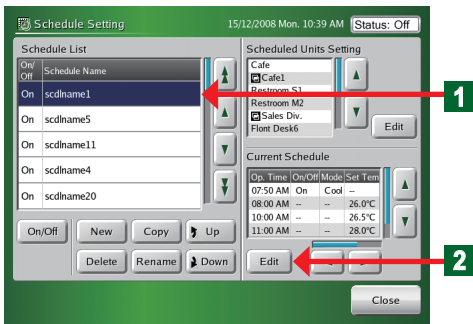 Schedule Setting 15/12/2008 Mon. 10:39 AM Status: Off
Schedule List
On/Off Schedule Name
On scdlname1
On scdlname5
On scdlname11
On scdlname4
On scdlname20
On/Off New Copy Up
Delete Rename Down
Scheduled Units Setting
Cafe
Cafe1
Restroom S1
Restroom M2
Sales Div.
Flont Desk6
Edit
Current Schedule
Op. Time On/Off Mode Set Tem
07:50 AM On Cool --
08:00 AM -- -- 26.0°C
10:00 AM -- -- 26.5°C
11:00 AM -- -- 28.0°C
Edit
Close
1
2